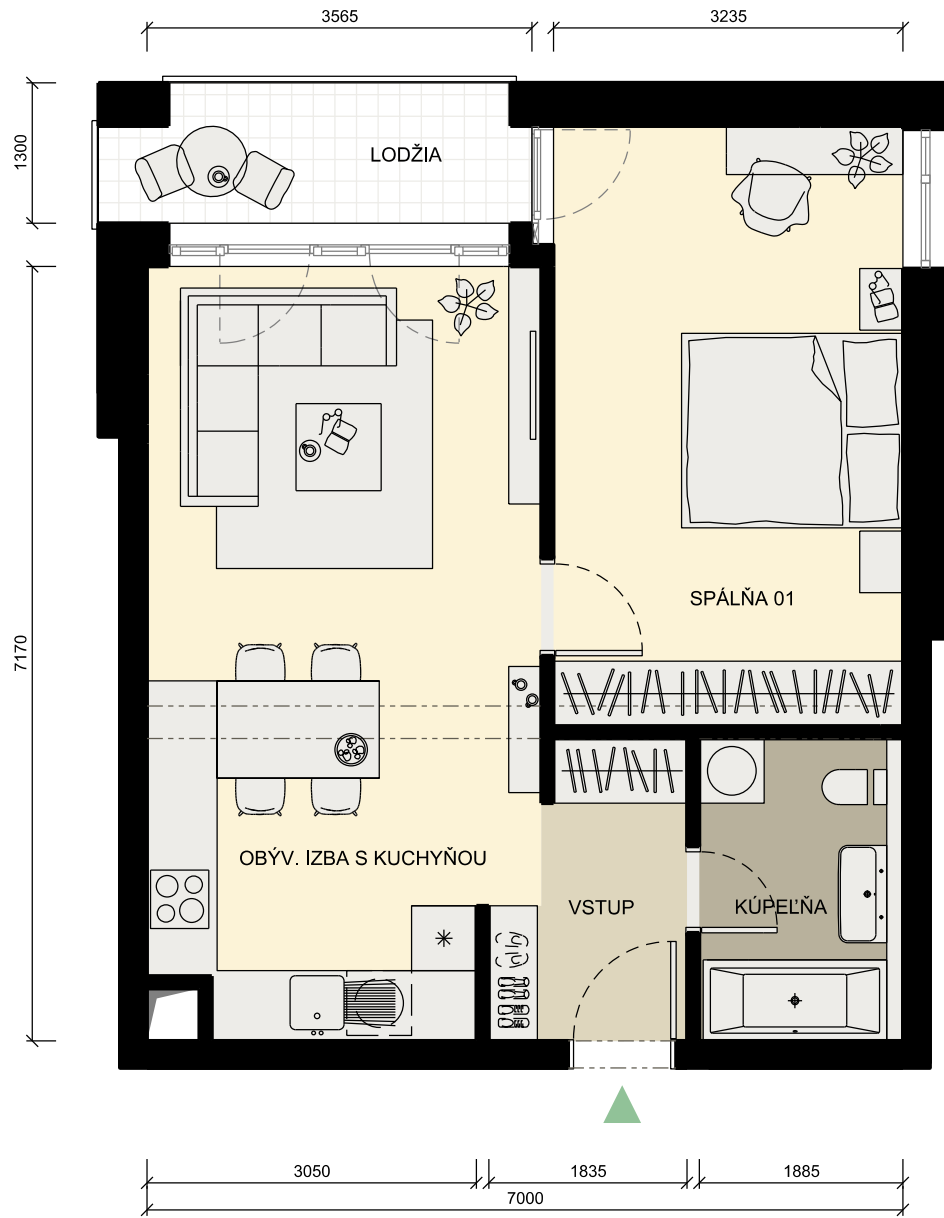 3565
3235
1300
LODŽIA
7170
SPÁLŇA 01
OBÝV. IZBA S KUCHYŇOU
VSTUP
KÚPEĽŇA
3050
1835
1885
7000